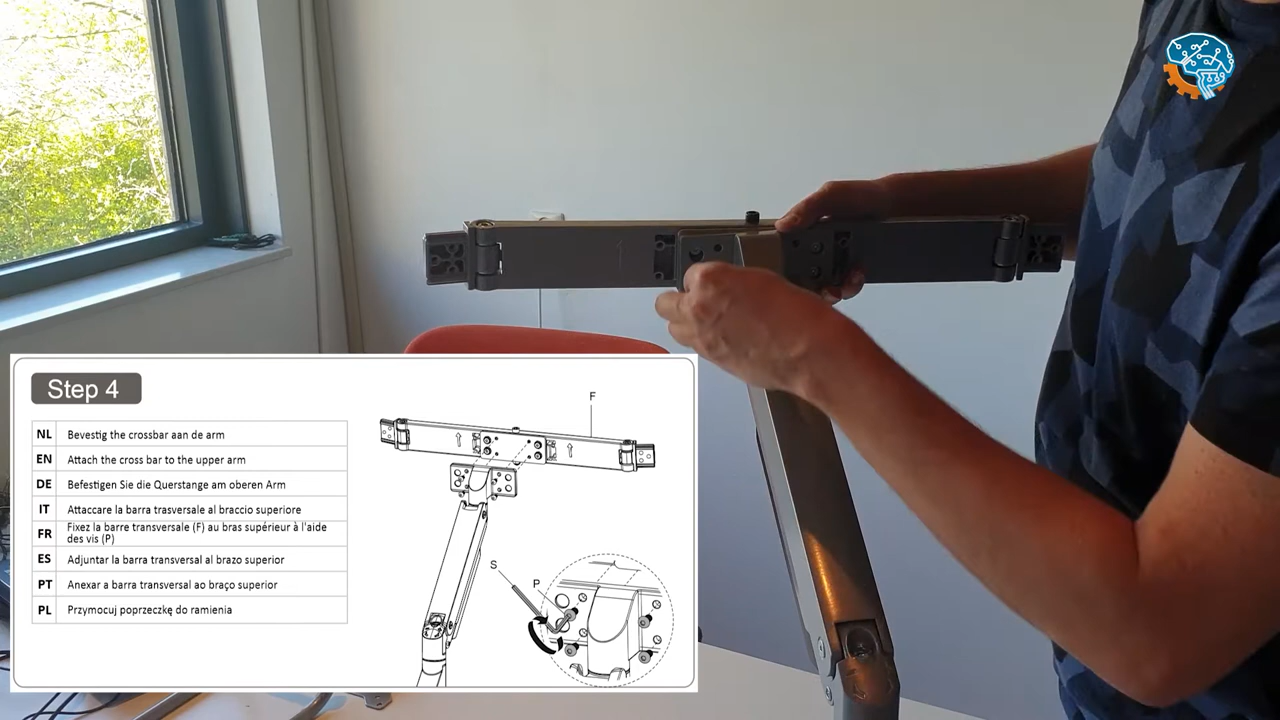 Step 4
NL Bevestig the crossbar aan de arm
EN Attach the cross bar to the upper arm
DE Befestigen Sie die Querstange am oberen Arm
IT Attaccare la barra trasversale al braccio superiore
FR Fixez la barre transversale (F) au bras supérieur à l'aide
des vis (P)
ES Adjuntar la barra transversal al brazo superior
PT Anexar a barra transversal ao braço superior
PL Przymocuj poprzeczkę do ramienia
F
S
P